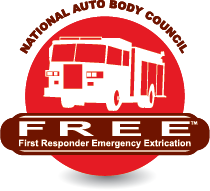 NATIONAL AUTO BODY COUNCIL
FREE™
First Responder Emergency Extrication